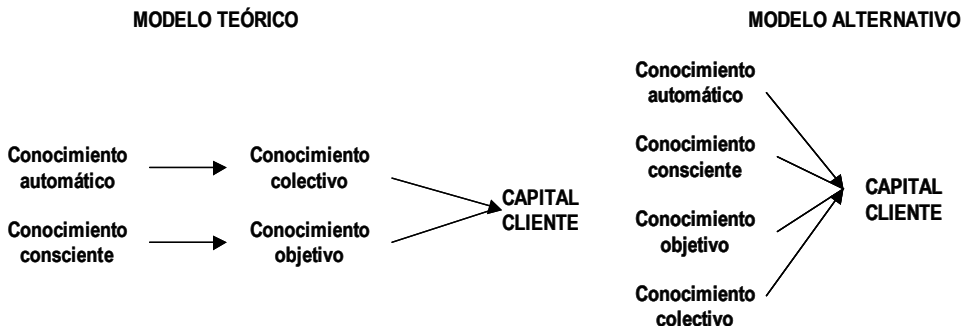 MODELO TEÓRICO
Conocimiento
automático
Conocimiento
colectivo
Conocimiento
consciente
Conocimiento
objetivo
CAPITAL
CLIENTE
MODELO ALTERNATIVO
Conocimiento
automático
Conocimiento
consciente
Conocimiento
objetivo
Conocimiento
colectivo
CAPITAL
CLIENTE